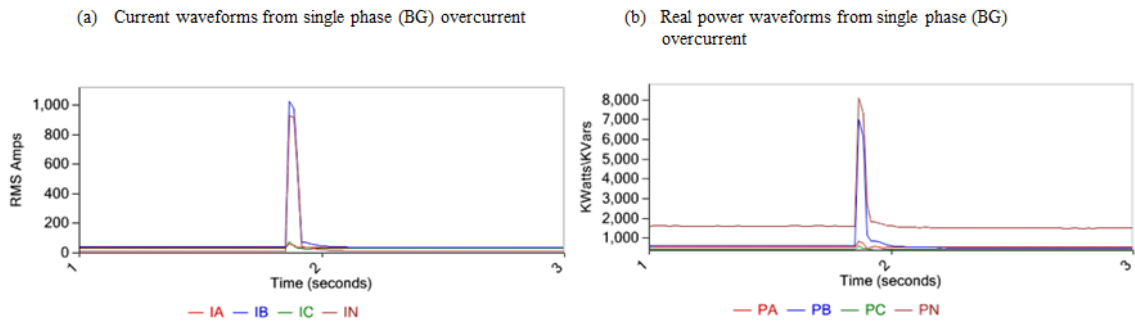 (a) Current waveforms from single phase (BG) overcurrent
(b) Real power waveforms from single phase (BG)
overcurrent
RMS Amps
1,000
800
600
400
200
0
1
2
3
Time (seconds)
IA
IB
IC
IN
KWatts\KVars
8,000
7,000
6,000
5,000
4,000
3,000
2,000
1,000
1
2
3
Time (seconds)
PA
PB
PC
PN